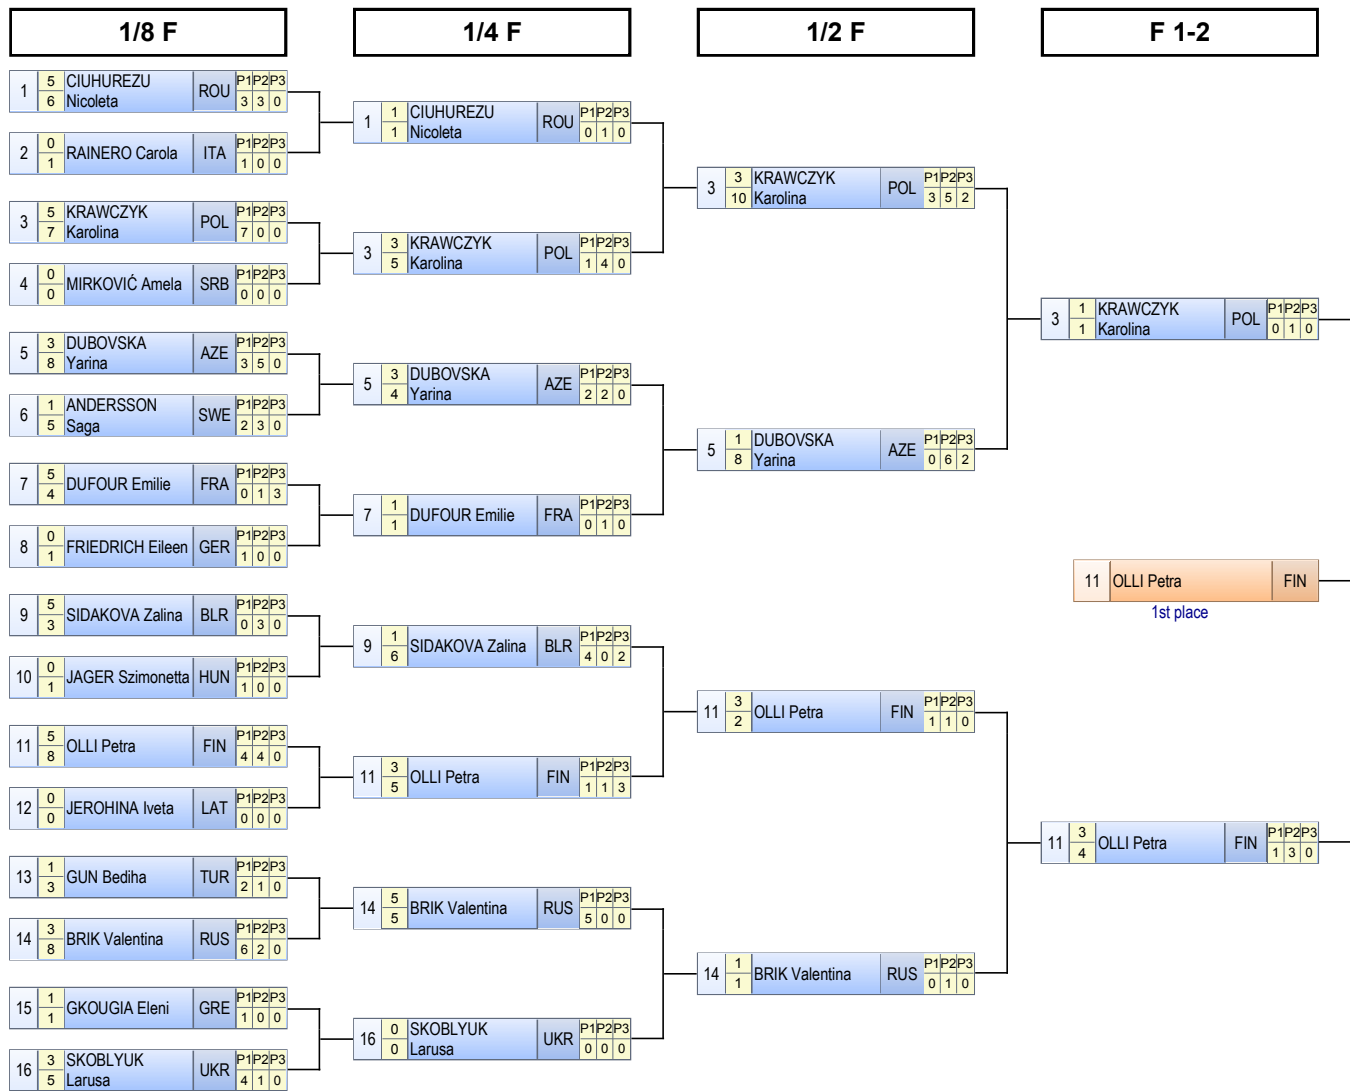 1/8 F
1/4 F
1/2 F
F 1-2
1 5 6 CIUHUREZU Nicoleta ROU P1 P2 P3 3 3 0
2 0 1 RAINERO Carola ITA P1 P2 P3 1 0 0
3 5 7 KRAWCZYK Karolina POL P1 P2 P3 7 0 0
4 0 0 MIRKOVIĆ Amela SRB P1 P2 P3 0 0 0
5 3 8 DUBOVSKA Yarina AZE P1 P2 P3 3 5 0
6 1 5 ANDERSSON Saga SWE P1 P2 P3 2 3 0
7 5 4 DUFOUR Emilie FRA P1 P2 P3 0 1 3
8 0 1 FRIEDRICH Eileen GER P1 P2 P3 1 0 0
9 5 3 SIDAKOVA Zalina BLR P1 P2 P3 0 3 0
10 0 1 JAGER Szimonetta HUN P1 P2 P3 1 0 0
11 5 8 OLLI Petra FIN P1 P2 P3 4 4 0
12 0 0 JEROHINA Iveta LAT P1 P2 P3 0 0 0
13 1 3 GUN Bediha TUR P1 P2 P3 2 1 0
14 3 8 BRIK Valentina RUS P1 P2 P3 6 2 0
15 1 1 GKOUGIA Eleni GRE P1 P2 P3 1 0 0
16 3 5 SKOBLYUK Larusa UKR P1 P2 P3 4 1 0
1 1 1 CIUHUREZU Nicoleta ROU P1 P2 P3 0 1 0
3 3 5 KRAWCZYK Karolina POL P1 P2 P3 1 4 0
5 3 4 DUBOVSKA Yarina AZE P1 P2 P3 2 2 0
7 1 1 DUFOUR Emilie FRA P1 P2 P3 0 1 0
9 1 6 SIDAKOVA Zalina BLR P1 P2 P3 4 0 2
11 3 5 OLLI Petra FIN P1 P2 P3 1 1 3
14 5 5 BRIK Valentina RUS P1 P2 P3 5 0 0
16 0 0 SKOBLYUK Larusa UKR P1 P2 P3 0 0 0
3 3 10 KRAWCZYK Karolina POL P1 P2 P3 3 5 2
5 1 8 DUBOVSKA Yarina AZE P1 P2 P3 0 6 2
11 3 2 OLLI Petra FIN P1 P2 P3 1 1 0
14 1 1 BRIK Valentina RUS P1 P2 P3 0 1 0
3 1 1 KRAWCZYK Karolina POL P1 P2 P3 0 1 0
11 OLLI Petra FIN
1st place
11 3 4 OLLI Petra FIN P1 P2 P3 1 3 0